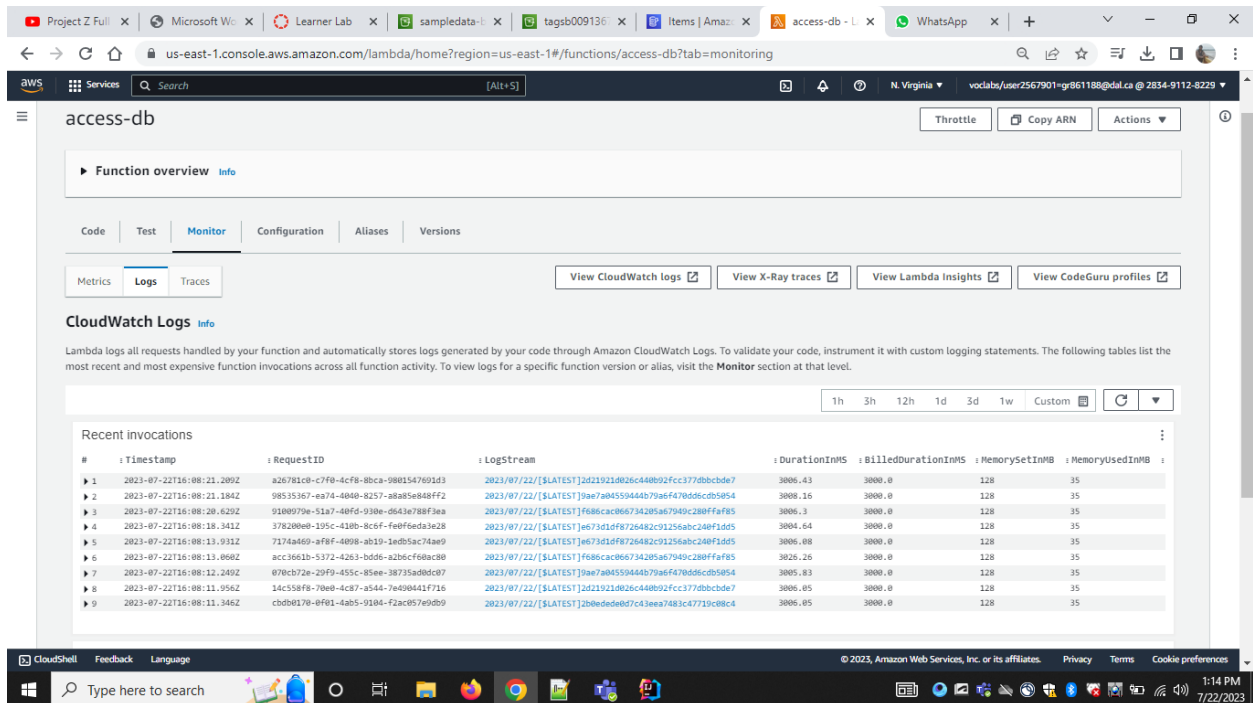 Project Z Full
Microsoft Wo
Learner Lab
sampledata-b
tagsb0091367
Items | Amazo
access-db - L
WhatsApp
us-east-1.console.aws.amazon.com/lambda/home?region=us-east-1#/functions/access-db?tab=monitoring
aws
Services
Search
[Alt+S]
N. Virginia
voclabs/user2567901=gr861188@dal.ca @ 2834-9112-8229
access-db
Throttle
Copy ARN
Actions
Function overview Info
Code Test Monitor Configuration Aliases Versions
Metrics Logs Traces
View CloudWatch logs
View X-Ray traces
View Lambda Insights
View CodeGuru profiles
CloudWatch Logs Info
Lambda logs all requests handled by your function and automatically stores logs generated by your code through Amazon CloudWatch Logs. To validate your code, instrument it with custom logging statements. The following tables list the
most recent and most expensive function invocations across all function activity. To view logs for a specific function version or alias, visit the Monitor section at that level.
1h 3h 12h 1d 3d 1w Custom
Recent invocations
# : Timestamp : RequestID : LogStream : DurationInMS : BilledDurationInMS : MemorySetInMB : MemoryUsedInMB :
1 2023-07-22T16:08:21.209Z a26781c0-c7f0-4cf8-8bca-9801547691d3 2023/07/22/[$LATEST]2d21921d026c440b92fcc377dbbcbde7 3006.43 3000.0 128 35
2 2023-07-22T16:08:21.184Z 98535367-ea74-4040-8257-a8a85e848ff2 2023/07/22/[$LATEST]9ae7a04559444b79a6f470dd6cdb5054 3008.16 3000.0 128 35
3 2023-07-22T16:08:20.629Z 9100979e-51a7-40fd-930e-d643e788f3ea 2023/07/22/[$LATEST]f686cac066734205a67949c280ffaf85 3006.3 3000.0 128 35
4 2023-07-22T16:08:18.341Z 378200e0-195c-410b-8c6f-fe0f6eda3e28 2023/07/22/[$LATEST]e673d1df8726482c91256abc240f1dd5 3004.64 3000.0 128 35
5 2023-07-22T16:08:13.931Z 7174a469-af8f-4098-ab19-1edb5ac74ae9 2023/07/22/[$LATEST]e673d1df8726482c91256abc240f1dd5 3006.08 3000.0 128 35
6 2023-07-22T16:08:13.060Z acc3661b-5372-4263-bdd6-a2b6cf60ac80 2023/07/22/[$LATEST]f686cac066734205a67949c280ffaf85 3026.26 3000.0 128 35
7 2023-07-22T16:08:12.249Z 070cb72e-29f9-455c-85ee-38735ad0dc07 2023/07/22/[$LATEST]9ae7a04559444b79a6f470dd6cdb5054 3005.83 3000.0 128 35
8 2023-07-22T16:08:11.956Z 14c558f8-70e0-4c87-a544-7e490441f716 2023/07/22/[$LATEST]2d21921d026c440b92fcc377dbbcbde7 3006.05 3000.0 128 35
9 2023-07-22T16:08:11.346Z cbdb0170-0f01-4ab5-9104-f2ac057e9db9 2023/07/22/[$LATEST]2b0edede0d7c43eea7483c47719c08c4 3006.05 3000.0 128 35
CloudShell Feedback Language
© 2023, Amazon Web Services, Inc. or its affiliates. Privacy Terms Cookie preferences
Type here to search
1:14 PM
7/22/2023